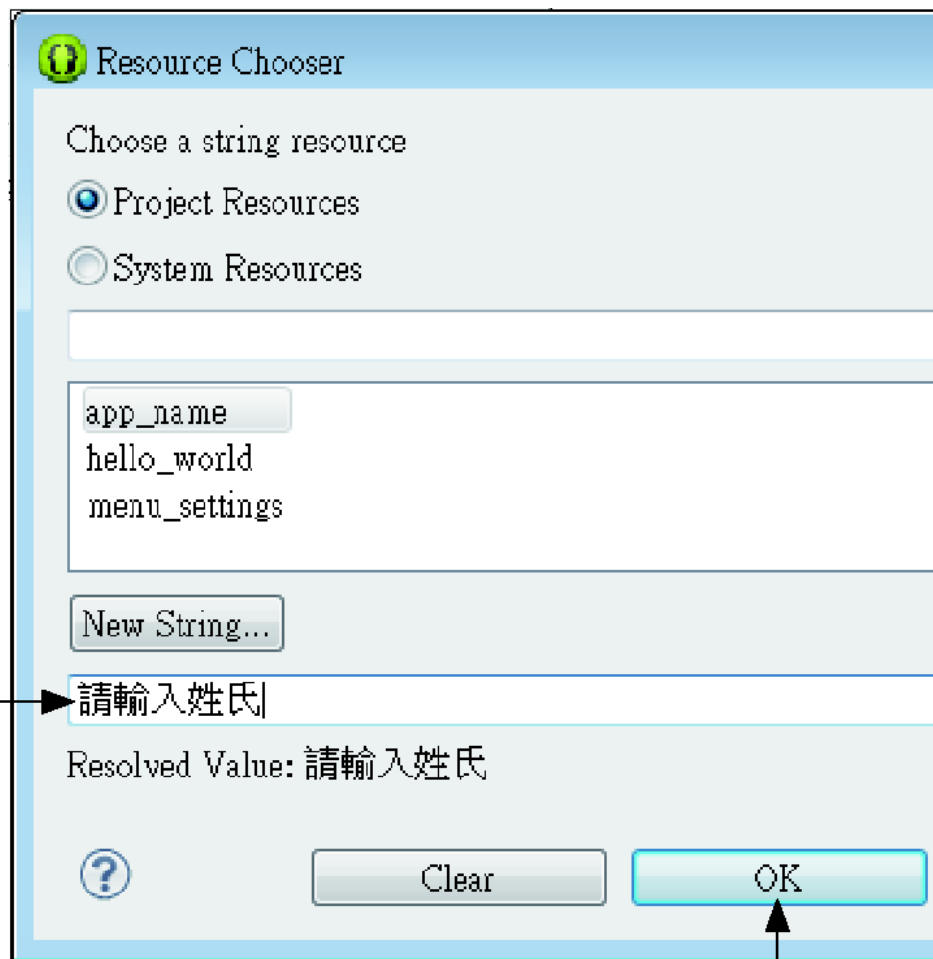 Resource Chooser
Choose a string resource
Project Resources
System Resources
app_name
hello_world
menu_settings
New String...
請輸入姓氏
Resolved Value: 請輸入姓氏
? Clear OK